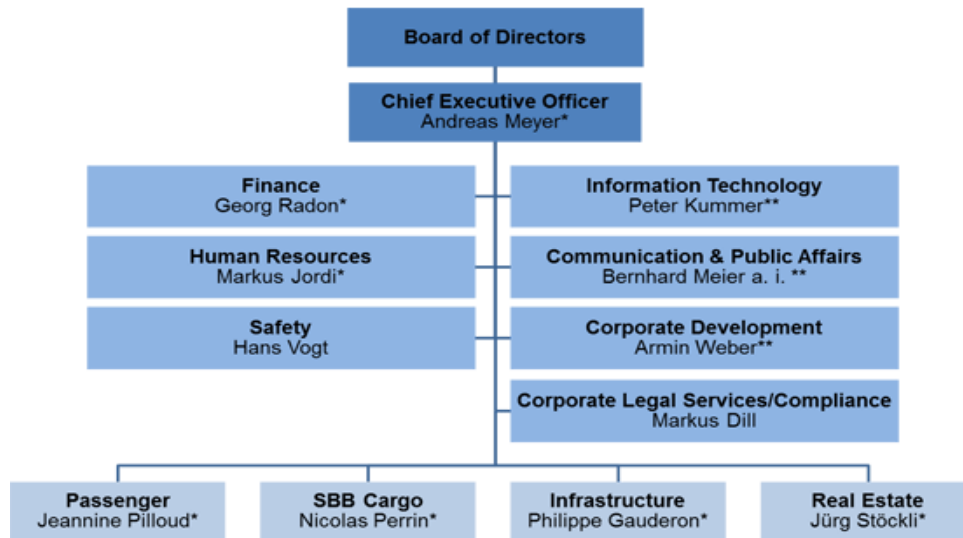 Board of Directors
Chief Executive Officer
Andreas Meyer*
Finance
Georg Radon*
Information Technology
Peter Kummer**
Human Resources
Markus Jordi*
Communication & Public Affairs
Bernhard Meier a. i. **
Safety
Hans Vogt
Corporate Development
Armin Weber**
Corporate Legal Services/Compliance
Markus Dill
Passenger
Jeannine Pilloud*
SBB Cargo
Nicolas Perrin*
Infrastructure
Philippe Gauderon*
Real Estate
Jürg Stöckli*